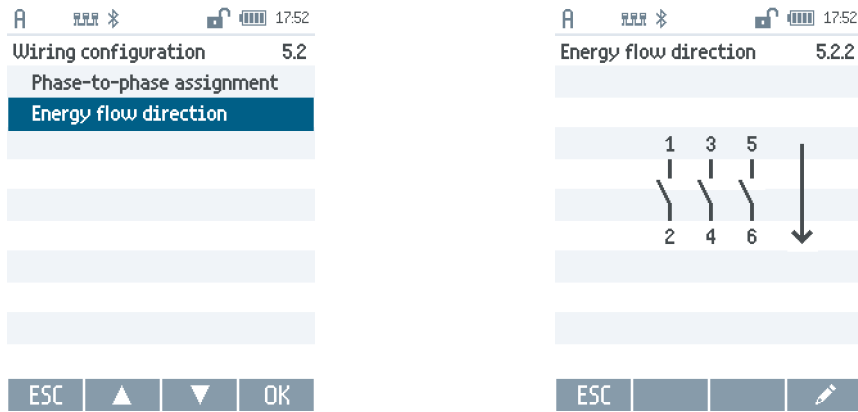 A 17:52
Wiring configuration 5.2
Phase-to-phase assignment
Energy flow direction
ESC OK
A 17:52
Energy flow direction 5.2.2
1 3 5
2 4 6
ESC